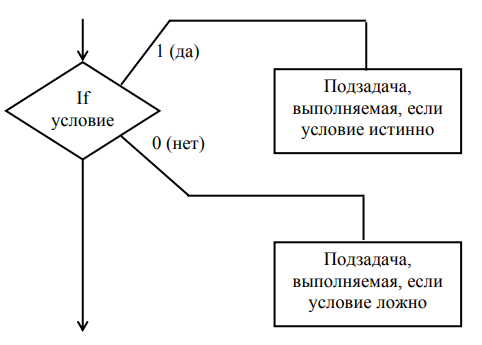 1 (да)
If
условие
Подзадача,
выполняемая, если
условие истинно
0 (нет)
Подзадача,
выполняемая, если
условие ложно